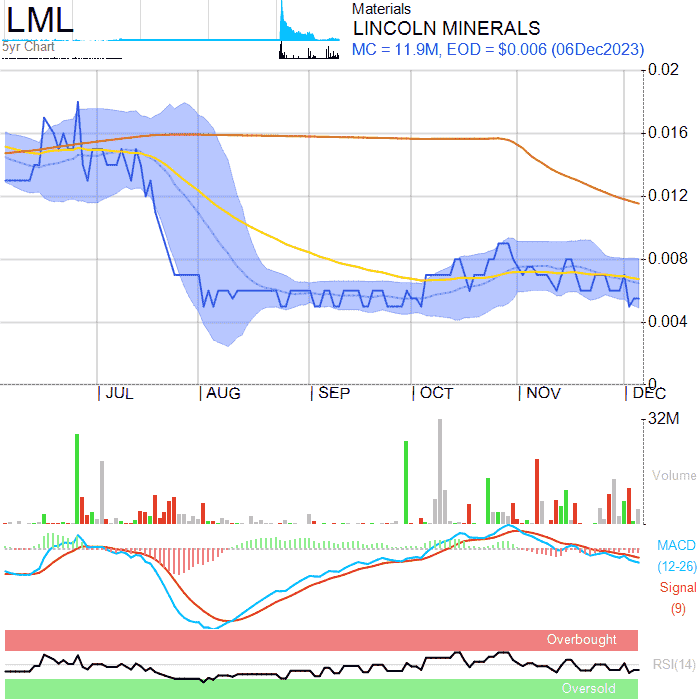 LML
Materials
LINCOLN MINERALS
5yr Chart
MC = 11.9M, EOD = $0.006 (06Dec2023)
0.02
0.016
0.012
0.008
0.004
0
JUL AUG SEP OCT NOV DEC
32M
Volume
MACD
(12-26)
Signal
(9)
Overbought
RSI(14)
Oversold